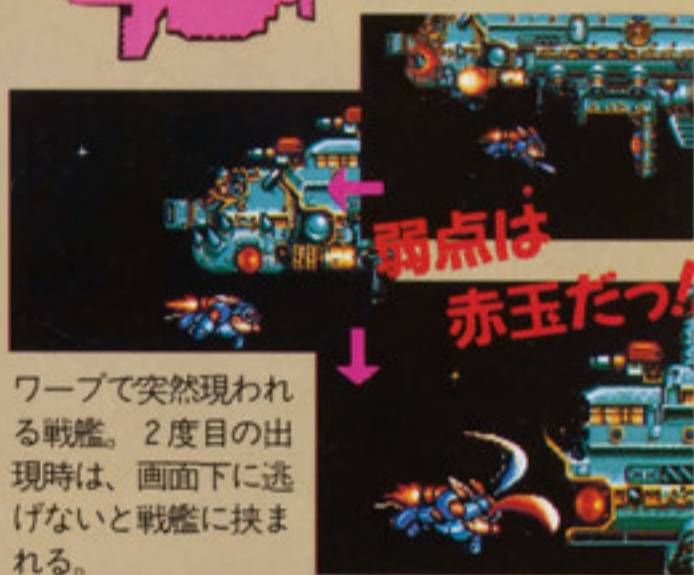 弱点は
赤玉だっ!
ワープで突然現われ
る戦艦。2度目の出
現時は、画面下に逃
げないと戦艦に挟ま
れる。